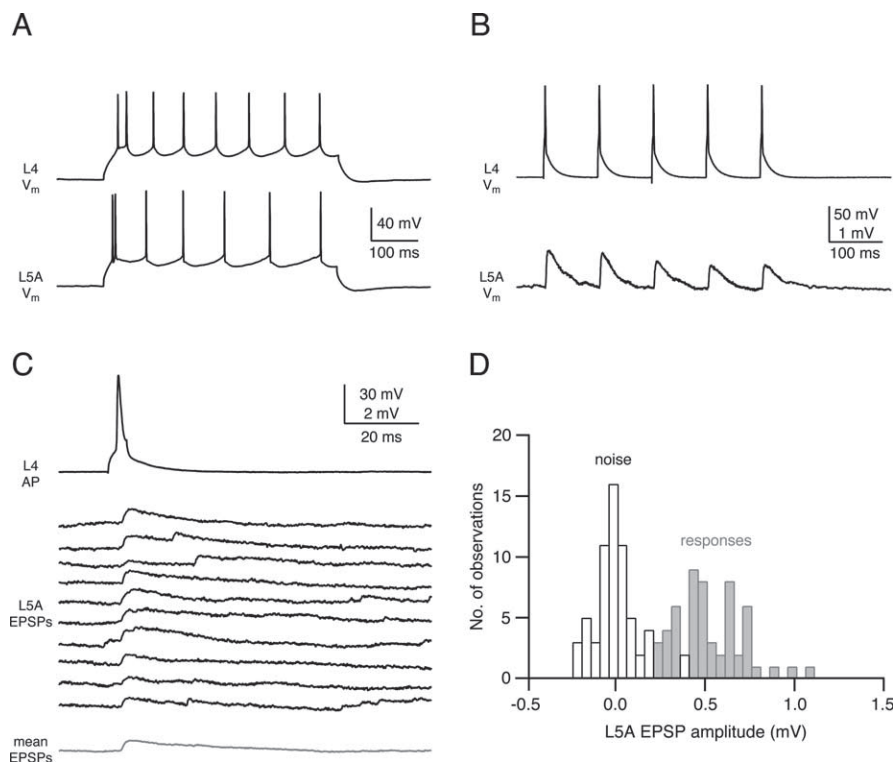 A
L4
Vm
L5A
Vm
40 mV
100 ms
B
L4
Vm
L5A
Vm
50 mV
1 mV
100 ms
C
L4
AP
30 mV
2 mV
20 ms
L5A
EPSPs
mean
EPSPs
D
20
15
10
5
0
No. of observations
noise
responses
-0.5
0.0
0.5
1.0
1.5
L5A EPSP amplitude (mV)